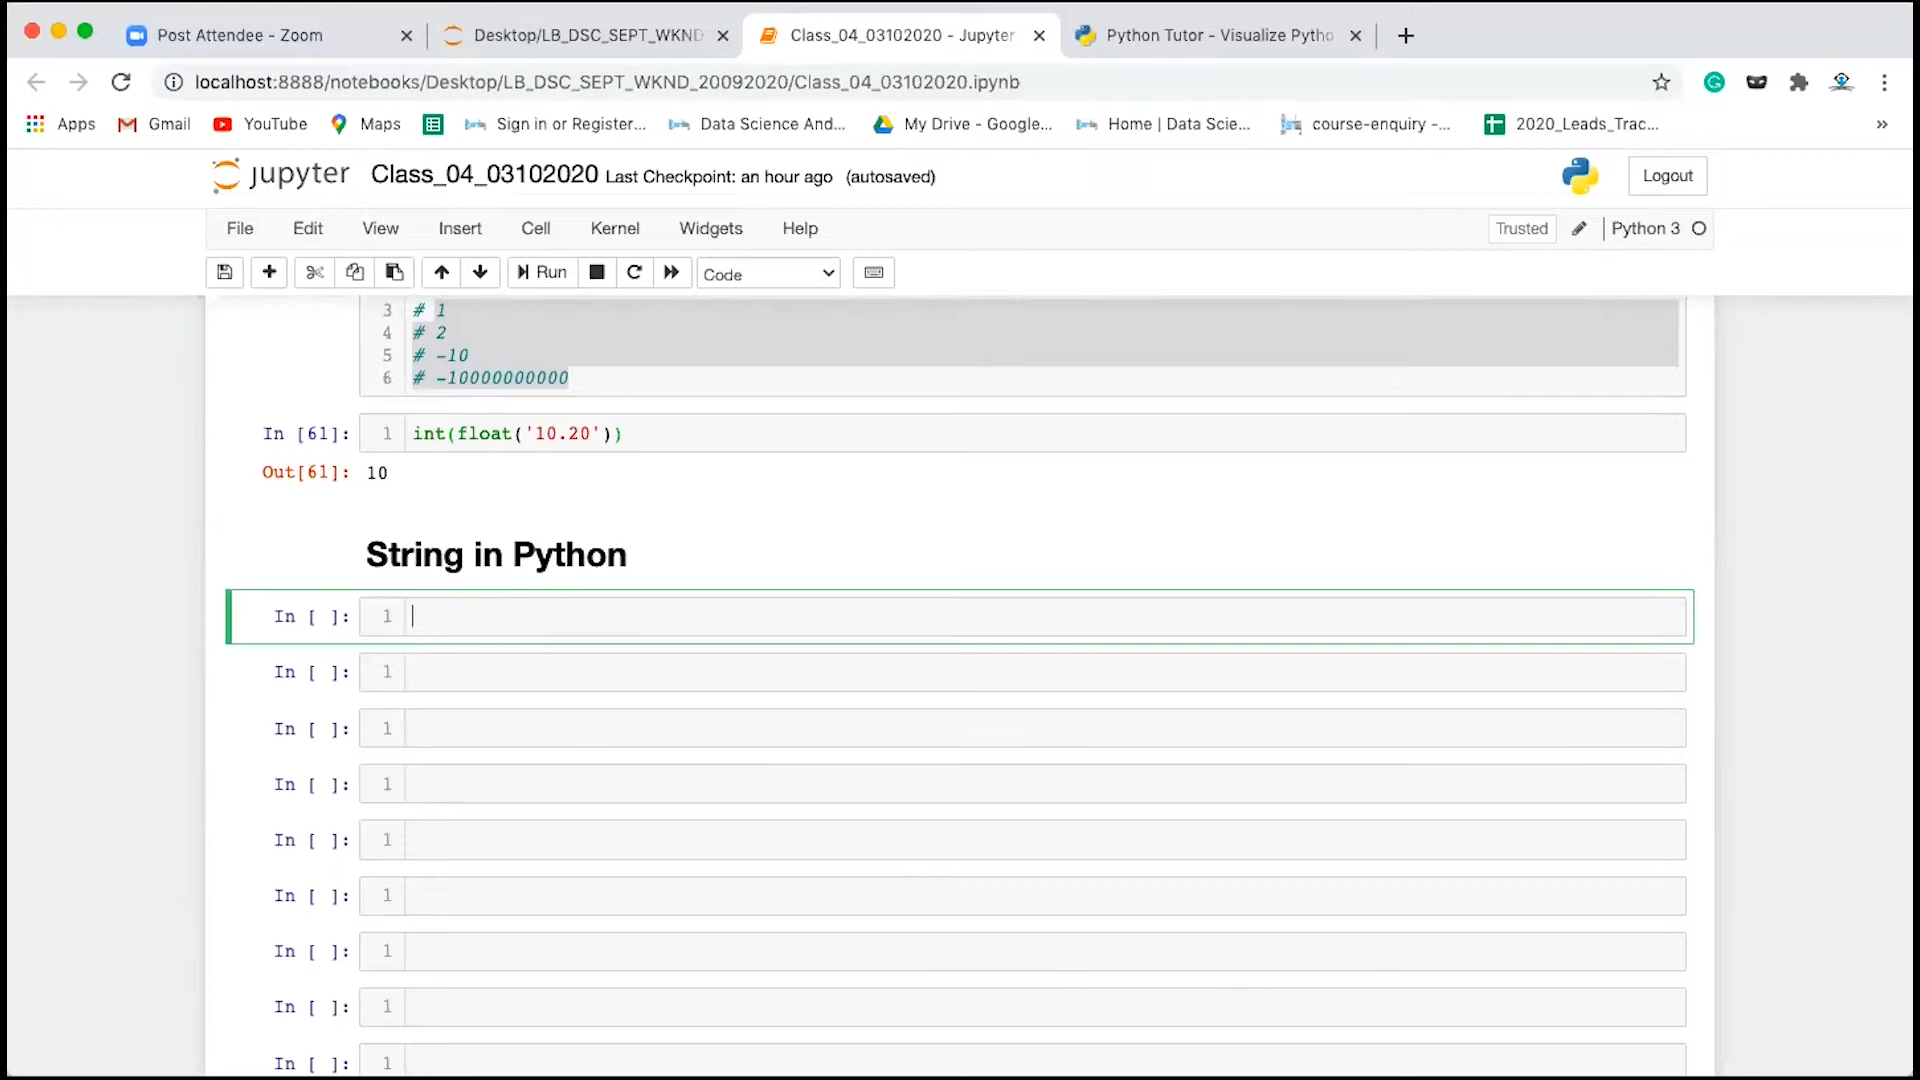 Post Attendee - Zoom
Desktop/LB_DSC_SEPT_WKND
Class_04_03102020 - Jupyter
Python Tutor - Visualize Pytho
localhost:8888/notebooks/Desktop/LB_DSC_SEPT_WKND_20092020/Class_04_03102020.ipynb
Apps Gmail YouTube Maps Sign in or Register... Data Science And... My Drive - Google... Home | Data Scie... course-enquiry -... 2020_Leads_Trac... »
jupyter Class_04_03102020 Last Checkpoint: an hour ago (autosaved) Logout
File Edit View Insert Cell Kernel Widgets Help Trusted Python 3
Run Code
3 # 1
4 # 2
5 # -10
6 # -10000000000
In [61]: 1 int(float('10.20'))
Out[61]: 10
String in Python
In [ ]: 1
In [ ]: 1
In [ ]: 1
In [ ]: 1
In [ ]: 1
In [ ]: 1
In [ ]: 1
In [ ]: 1
In [ ]: 1